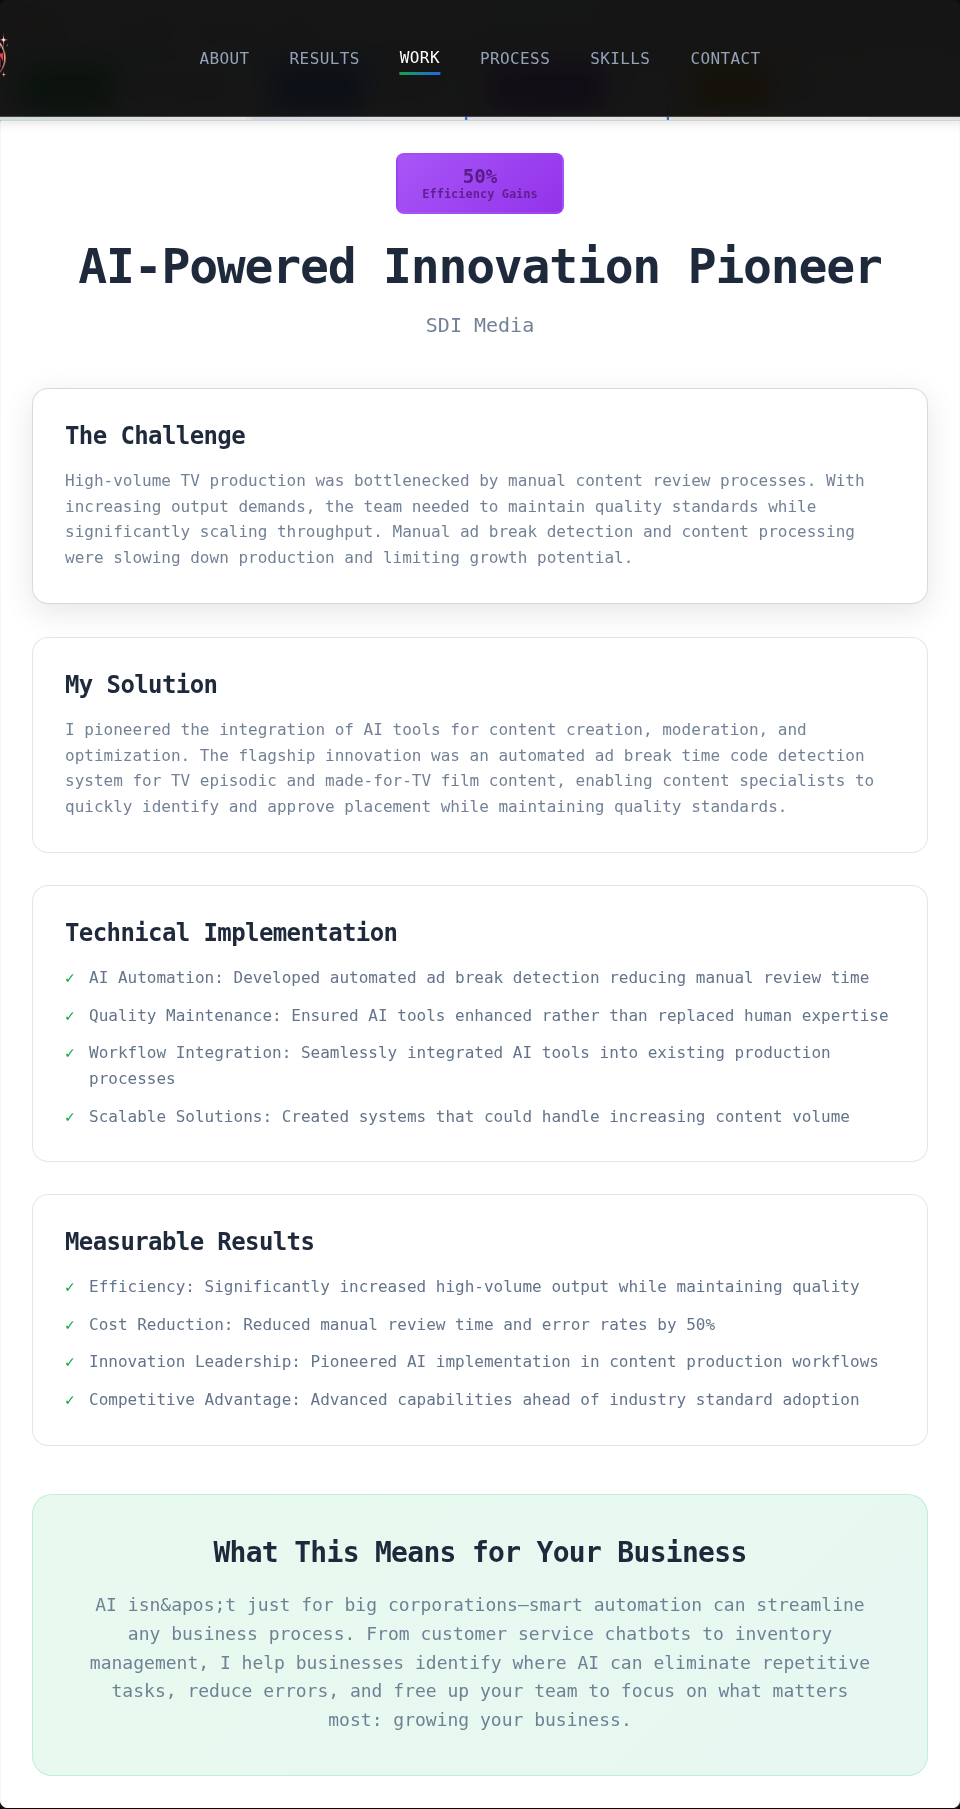 ABOUT RESULTS WORK PROCESS SKILLS CONTACT
50%
Efficiency Gains
AI-Powered Innovation Pioneer
SDI Media
The Challenge
High-volume TV production was bottlenecked by manual content review processes. With
increasing output demands, the team needed to maintain quality standards while
significantly scaling throughput. Manual ad break detection and content processing
were slowing down production and limiting growth potential.
My Solution
I pioneered the integration of AI tools for content creation, moderation, and
optimization. The flagship innovation was an automated ad break time code detection
system for TV episodic and made-for-TV film content, enabling content specialists to
quickly identify and approve placement while maintaining quality standards.
Technical Implementation
✓ AI Automation: Developed automated ad break detection reducing manual review time
✓ Quality Maintenance: Ensured AI tools enhanced rather than replaced human expertise
✓ Workflow Integration: Seamlessly integrated AI tools into existing production
processes
✓ Scalable Solutions: Created systems that could handle increasing content volume
Measurable Results
✓ Efficiency: Significantly increased high-volume output while maintaining quality
✓ Cost Reduction: Reduced manual review time and error rates by 50%
✓ Innovation Leadership: Pioneered AI implementation in content production workflows
✓ Competitive Advantage: Advanced capabilities ahead of industry standard adoption
What This Means for Your Business
AI isn&apos;t just for big corporations—smart automation can streamline
any business process. From customer service chatbots to inventory
management, I help businesses identify where AI can eliminate repetitive
tasks, reduce errors, and free up your team to focus on what matters
most: growing your business.